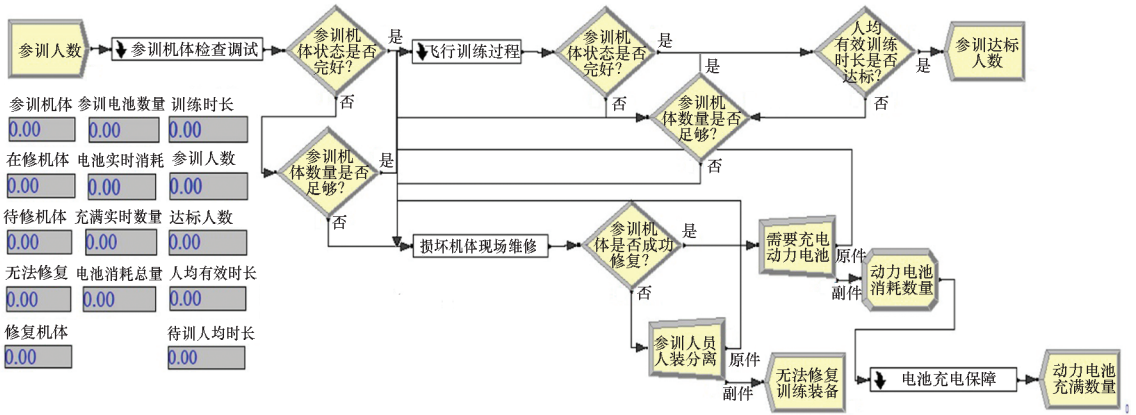 参训人数
参训机体检查调试
参训机
体状态是否
完好?
是
否
飞行训练过程
参训机
体状态是否
完好?
是
否
人均
有效训练
时长是否
达标?
是
否
参训达标
人数
参训机
体数量是否
足够?
是
否
参训机
体数量是否
足够?
是
否
损坏机体现场维修
参训机
体是否成功
修复?
是
否
需要充电
动力电池
原件
副件
动力电池
消耗数量
参训人员
人装分离
原件
副件
无法修复
训练装备
电池充电保障
动力电池
充满数量
参训机体 参训电池数量 训练时长
0.00 0.00 0.00
在修机体 电池实时消耗 参训人数
0.00 0.00 0.00
待修机体 充满实时数量 达标人数
0.00 0.00 0.00
无法修复 电池消耗总量 人均有效时长
0.00 0.00 0.00
修复机体 待训人均时长
0.00 0.00